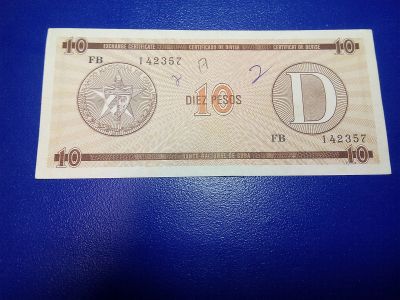 10 EXCHANGE CERTIFICATE CERTIFICADO DE DIVISA CERTIFICAT DE DEVISE 10
FB 142357
A 2
10
DIEZ PESOS
D
FB 142357
10 BANCO NACIONAL DE CUBA 10